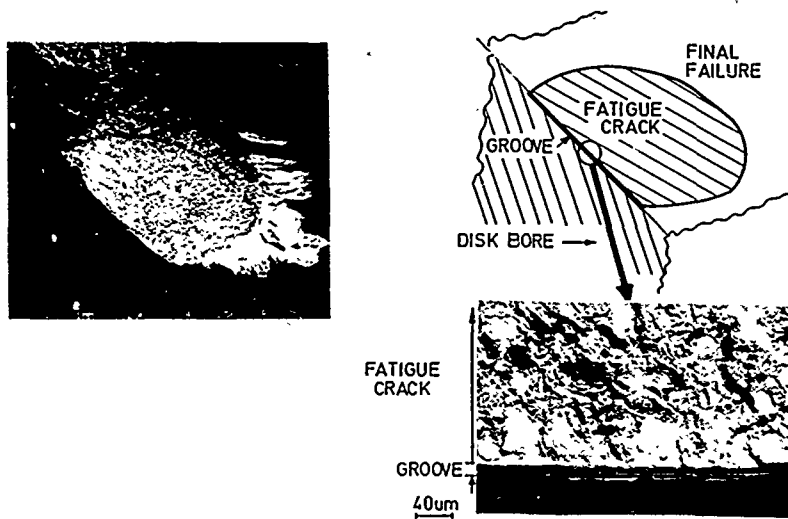 FINAL
FAILURE
FATIGUE
CRACK
GROOVE
DISK BORE
FATIGUE
CRACK
GROOVE
40um